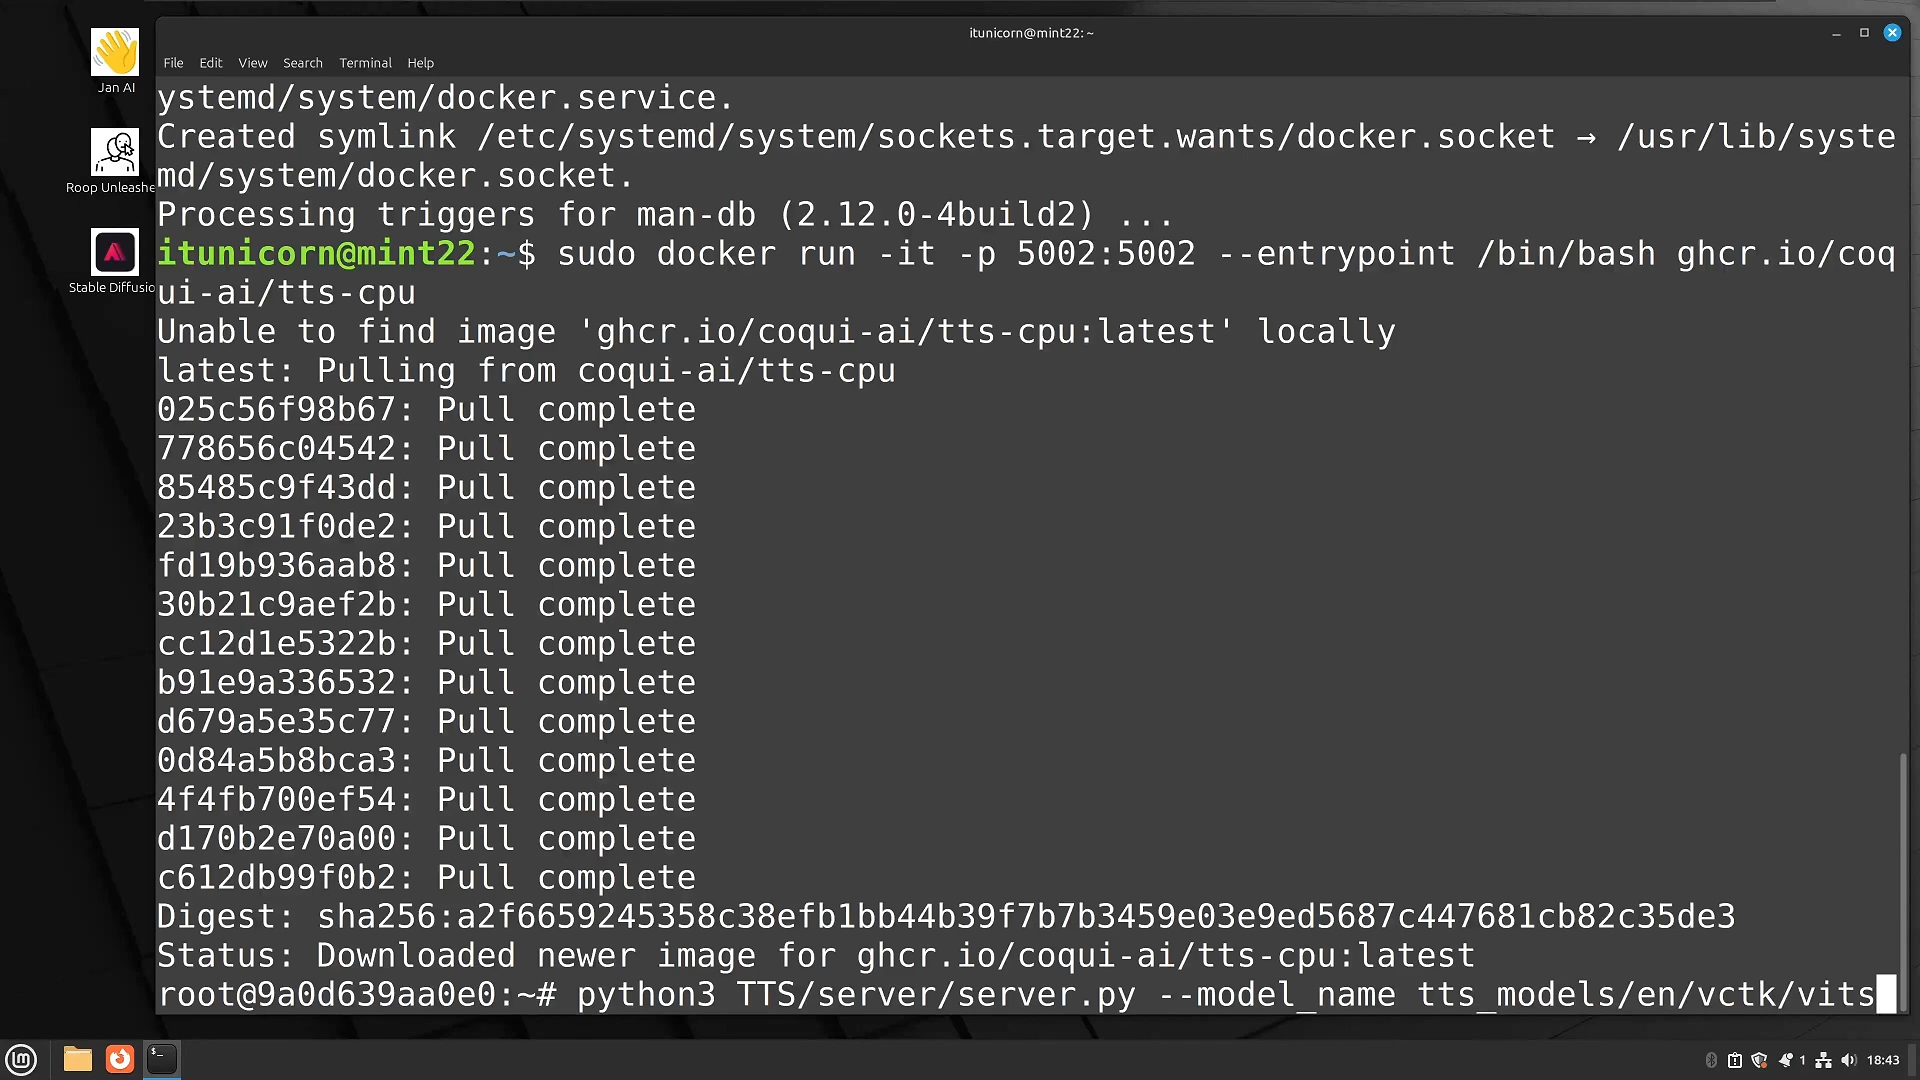 itunicorn@mint22: ~
File Edit View Search Terminal Help
Jan AI
Roop Unleashe
Stable Diffusio
ystemd/system/docker.service.
Created symlink /etc/systemd/system/sockets.target.wants/docker.socket → /usr/lib/syste
md/system/docker.socket.
Processing triggers for man-db (2.12.0-4build2) ...
itunicorn@mint22:~$ sudo docker run -it -p 5002:5002 --entrypoint /bin/bash ghcr.io/coq
ui-ai/tts-cpu
Unable to find image 'ghcr.io/coqui-ai/tts-cpu:latest' locally
latest: Pulling from coqui-ai/tts-cpu
025c56f98b67: Pull complete
778656c04542: Pull complete
85485c9f43dd: Pull complete
23b3c91f0de2: Pull complete
fd19b936aab8: Pull complete
30b21c9aef2b: Pull complete
cc12d1e5322b: Pull complete
b91e9a336532: Pull complete
d679a5e35c77: Pull complete
0d84a5b8bca3: Pull complete
4f4fb700ef54: Pull complete
d170b2e70a00: Pull complete
c612db99f0b2: Pull complete
Digest: sha256:a2f6659245358c38efb1bb44b39f7b7b3459e03e9ed5687c447681cb82c35de3
Status: Downloaded newer image for ghcr.io/coqui-ai/tts-cpu:latest
root@9a0d639aa0e0:~# python3 TTS/server/server.py --model_name tts_models/en/vctk/vits
1 18:43